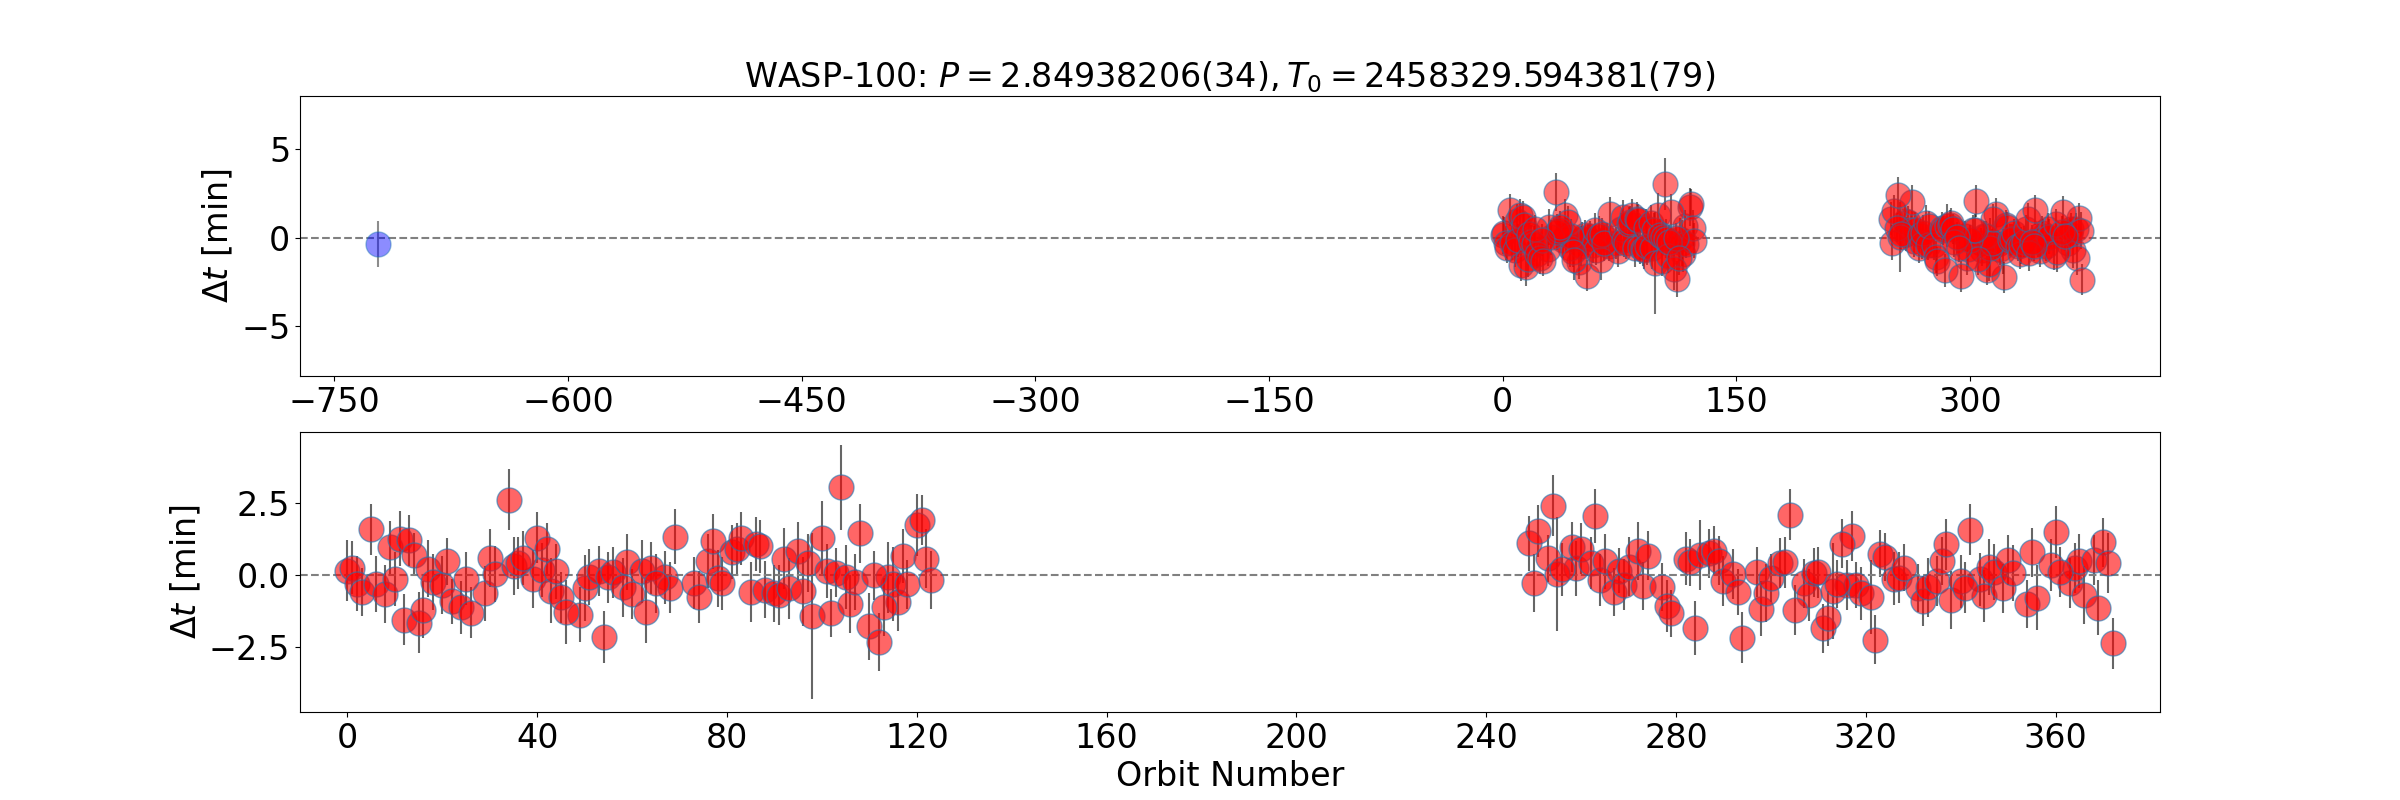 WASP-100: P = 2.84938206(34), T₀ = 2458329.594381(79)
Δt [min]
5
0
−5
−750 −600 −450 −300 −150 0 150 300
Δt [min]
2.5
0.0
−2.5
0 40 80 120 160 200 240 280 320 360
Orbit Number